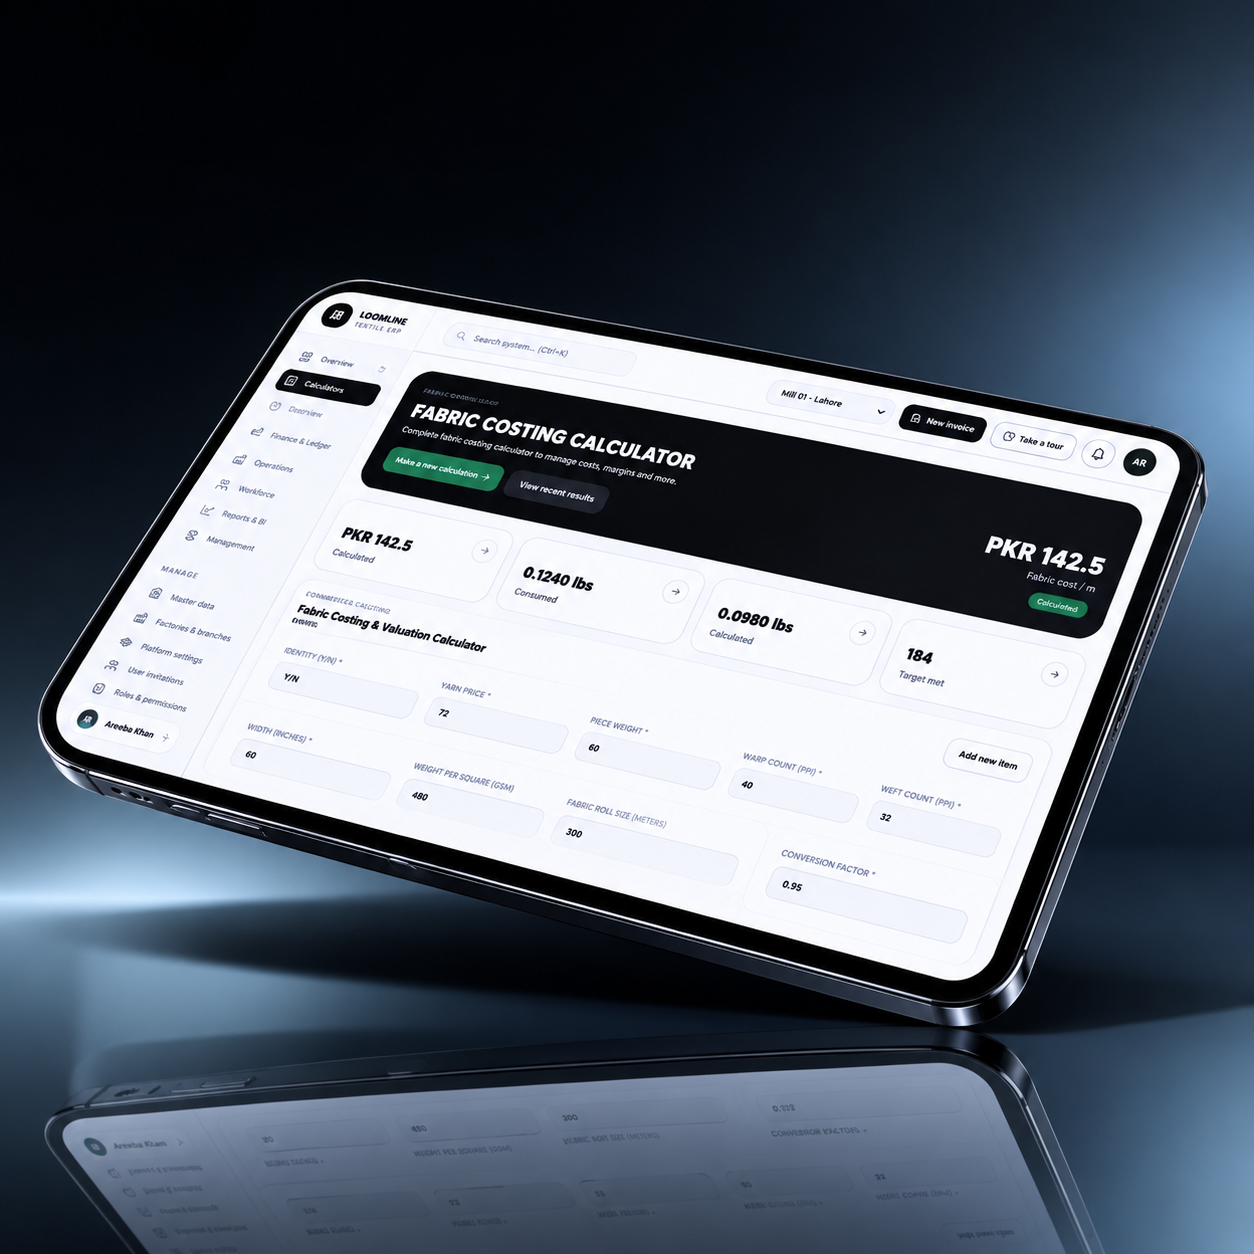 LOOMLINE
TEXTILE ERP
Search system... (Ctrl+K)
Mill 01 - Lahore
New invoice
Take a tour
AR
Overview
Calculators
Finance & Ledger
Operations
Workforce
Reports & BI
Management
MANAGE
Master data
Factories & branches
Platform settings
User invitations
Roles & permissions
AR
Areeba Khan
FABRIC COSTING CALCULATOR
Complete fabric costing calculator to manage costs, margins and more.
Make a new calculation →
View recent results
PKR 142.5
Fabric cost / m
Calculated
PKR 142.5
Calculated
0.1240 lbs
Consumed
0.0980 lbs
Calculated
184
Target met
Fabric Costing & Valuation Calculator
Add new item
IDENTITY (Y/N) *
Y/N
YARN PRICE *
72
PIECE WEIGHT *
60
WARP COUNT (PPI) *
40
WEFT COUNT (PPI) *
32
WIDTH (INCHES) *
60
WEIGHT PER SQUARE (GSM)
480
FABRIC ROLL SIZE (METERS)
300
CONVERSION FACTOR *
0.95